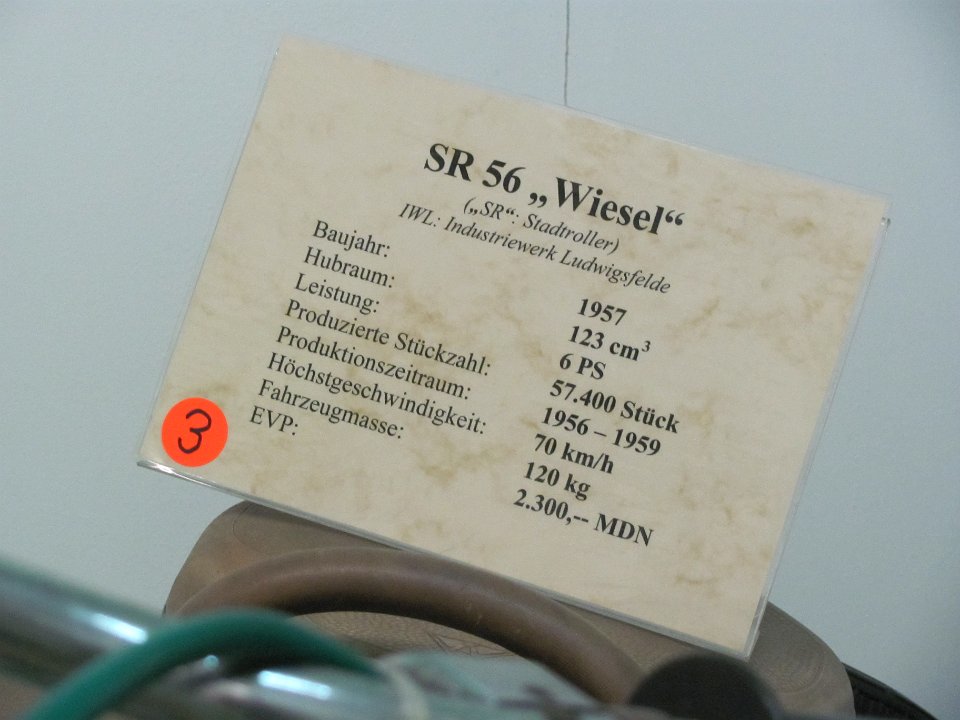 SR 56 „Wiesel“
(„SR“: Stadtroller)
IWL: Industriewerk Ludwigsfelde
Baujahr: 1957
Hubraum: 123 cm³
Leistung: 6 PS
Produzierte Stückzahl: 57.400 Stück
Produktionszeitraum: 1956 – 1959
Höchstgeschwindigkeit: 70 km/h
Fahrzeugmasse: 120 kg
EVP: 2.300,-- MDN
3